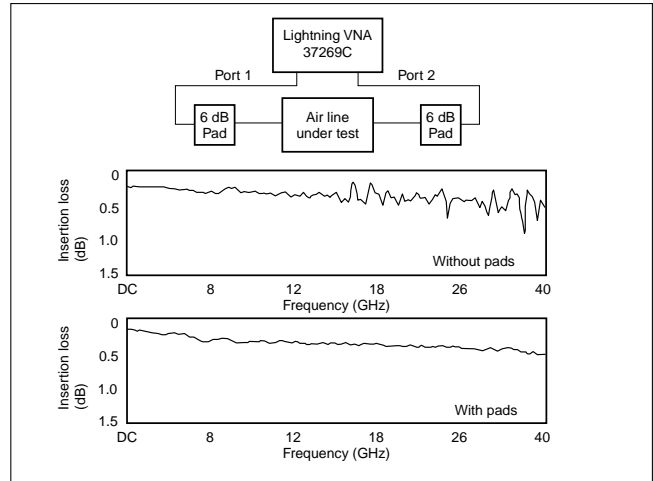 Lightning VNA
37269C
Port 1
Port 2
6 dB
Pad
Air line
under test
6 dB
Pad
Insertion loss
(dB)
0
0.5
1.0
1.5
Without pads
DC 8 12 18 26 40
Frequency (GHz)
Insertion loss
(dB)
0
0.5
1.0
1.5
With pads
DC 8 12 18 26 40
Frequency (GHz)